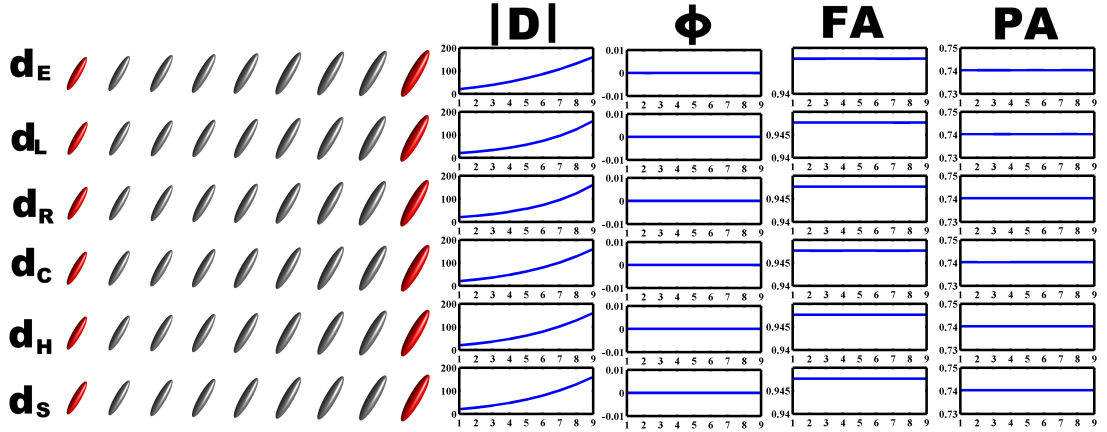 |D| ϕ FA PA
200 0.01 0.75
d_E 100 0 0.74
0 -0.01 0.94 0.73
1 2 3 4 5 6 7 8 9 1 2 3 4 5 6 7 8 9 1 2 3 4 5 6 7 8 9 1 2 3 4 5 6 7 8 9
200 0.01 0.75
d_L 100 0 0.945 0.74
0 -0.01 0.94 0.73
1 2 3 4 5 6 7 8 9 1 2 3 4 5 6 7 8 9 1 2 3 4 5 6 7 8 9 1 2 3 4 5 6 7 8 9
200 0.01 0.75
d_R 100 0 0.945 0.74
0 -0.01 0.94 0.73
1 2 3 4 5 6 7 8 9 1 2 3 4 5 6 7 8 9 1 2 3 4 5 6 7 8 9 1 2 3 4 5 6 7 8 9
200 0.01 0.75
d_C 100 0 0.945 0.74
0 -0.01 0.94 0.73
1 2 3 4 5 6 7 8 9 1 2 3 4 5 6 7 8 9 1 2 3 4 5 6 7 8 9 1 2 3 4 5 6 7 8 9
200 0.01 0.75
d_H 100 0 0.945 0.74
0 -0.01 0.94 0.73
1 2 3 4 5 6 7 8 9 1 2 3 4 5 6 7 8 9 1 2 3 4 5 6 7 8 9 1 2 3 4 5 6 7 8 9
200 0.01 0.75
d_S 100 0 0.945 0.74
0 -0.01 0.73
1 2 3 4 5 6 7 8 9 1 2 3 4 5 6 7 8 9 1 2 3 4 5 6 7 8 9 1 2 3 4 5 6 7 8 9